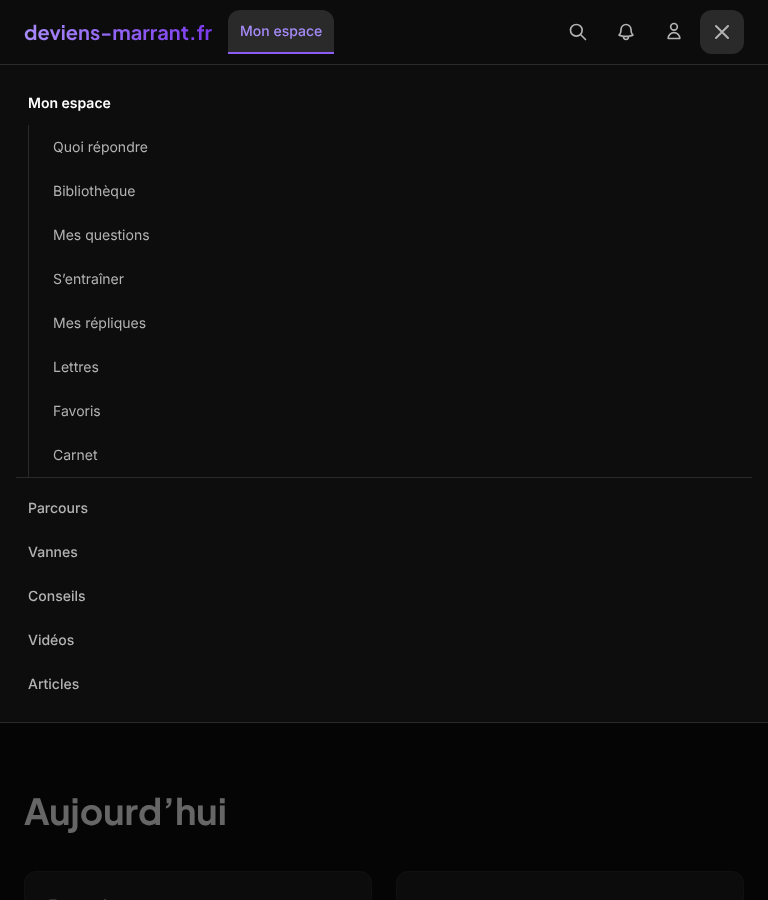 deviens-marrant.fr Mon espace
Mon espace
Quoi répondre
Bibliothèque
Mes questions
S’entraîner
Mes répliques
Lettres
Favoris
Carnet
Parcours
Vannes
Conseils
Vidéos
Articles
Aujourd’hui